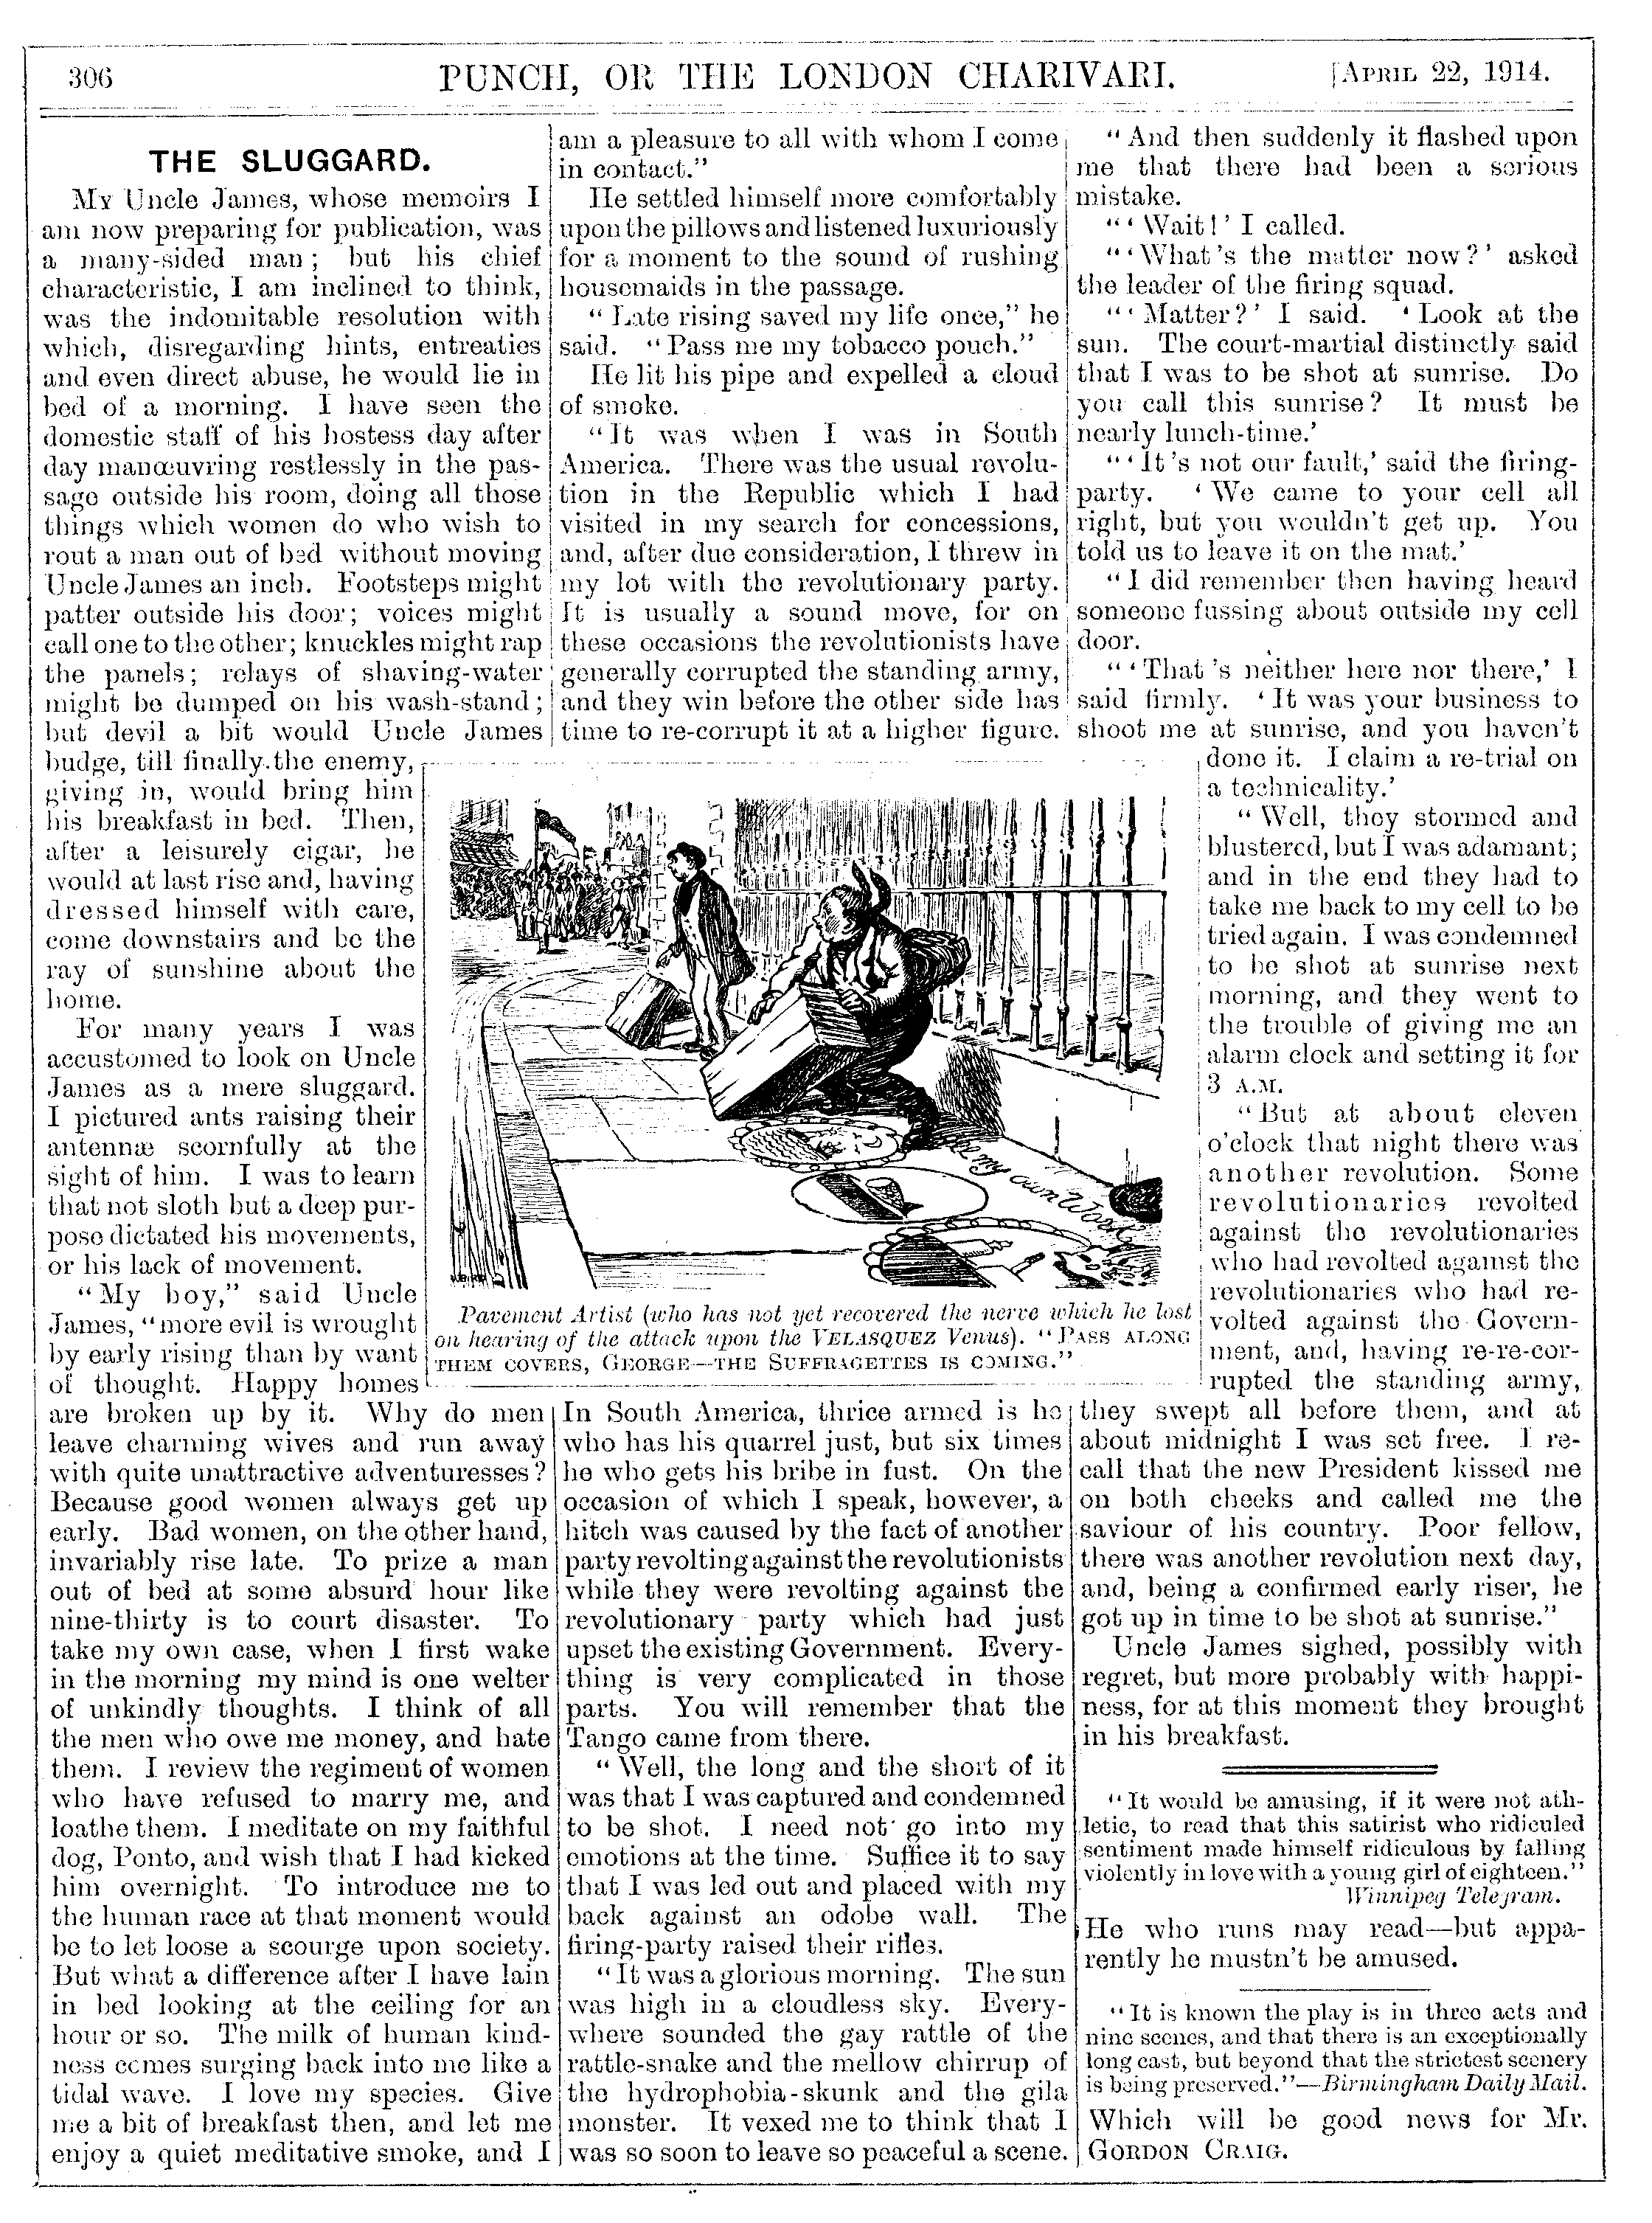 306
PUNCH, OR THE LONDON CHARIVARI.
[APRIL 22, 1914.
THE SLUGGARD.
MY Uncle James, whose memoirs I
am now preparing for publication, was
a many-sided man; but his chief
characteristic, I am inclined to think,
was the indomitable resolution with
which, disregarding hints, entreaties
and even direct abuse, he would lie in
bed of a morning. I have seen the
domestic staff of his hostess day after
day manœuvring restlessly in the pas-
sage outside his room, doing all those
things which women do who wish to
rout a man out of bed without moving
Uncle James an inch. Footsteps might
patter outside his door; voices might
call one to the other; knuckles might rap
the panels; relays of shaving-water
might be dumped on his wash-stand;
but devil a bit would Uncle James
budge, till finally the enemy,
giving in, would bring him
his breakfast in bed. Then,
after a leisurely cigar, he
would at last rise and, having
dressed himself with care,
come downstairs and be the
ray of sunshine about the
home.
For many years I was
accustomed to look on Uncle
James as a mere sluggard.
I pictured ants raising their
antennæ scornfully at the
sight of him. I was to learn
that not sloth but a deep pur-
pose dictated his movements,
or his lack of movement.
"My boy," said Uncle
James, "more evil is wrought
by early rising than by want
of thought. Happy homes
are broken up by it. Why do men
leave charming wives and run away
with quite unattractive adventuresses?
Because good women always get up
early. Bad women, on the other hand,
invariably rise late. To prize a man
out of bed at some absurd hour like
nine-thirty is to court disaster. To
take my own case, when I first wake
in the morning my mind is one welter
of unkindly thoughts. I think of all
the men who owe me money, and hate
them. I review the regiment of women
who have refused to marry me, and
loathe them. I meditate on my faithful
dog, Ponto, and wish that I had kicked
him overnight. To introduce me to
the human race at that moment would
be to let loose a scourge upon society.
But what a difference after I have lain
in bed looking at the ceiling for an
hour or so. The milk of human kind-
ness comes surging back into me like a
tidal wave. I love my species. Give
me a bit of breakfast then, and let me
enjoy a quiet meditative smoke, and I
am a pleasure to all with whom I come
in contact."
He settled himself more comfortably
upon the pillows and listened luxuriously
for a moment to the sound of rushing
housemaids in the passage.
"Late rising saved my life once," he
said. "Pass me my tobacco pouch."
He lit his pipe and expelled a cloud
of smoke.
"It was when I was in South
America. There was the usual revolu-
tion in the Republic which I had
visited in my search for concessions,
and, after due consideration, I threw in
my lot with the revolutionary party.
It is usually a sound move, for on
these occasions the revolutionists have
generally corrupted the standing army,
and they win before the other side has
time to re-corrupt it at a higher figure.
by my own Work
Pavement Artist (who has not yet recovered the nerve which he lost
on hearing of the attack upon the VELASQUEZ Venus). "PASS ALONG
THEM COVERS, GEORGE—THE SUFFRAGETTES IS COMING."
In South America, thrice armed is he
who has his quarrel just, but six times
he who gets his bribe in fust. On the
occasion of which I speak, however, a
hitch was caused by the fact of another
party revolting against the revolutionists
while they were revolting against the
revolutionary party which had just
upset the existing Government. Every-
thing is very complicated in those
parts. You will remember that the
Tango came from there.
"Well, the long and the short of it
was that I was captured and condemned
to be shot. I need not go into my
emotions at the time. Suffice it to say
that I was led out and placed with my
back against an odobe wall. The
firing-party raised their rifles.
"It was a glorious morning. The sun
was high in a cloudless sky. Every-
where sounded the gay rattle of the
rattle-snake and the mellow chirrup of
the hydrophobia-skunk and the gila
monster. It vexed me to think that I
was so soon to leave so peaceful a scene.
"And then suddenly it flashed upon
me that there had been a serious
mistake.
"'Wait!' I called.
"'What's the matter now?' asked
the leader of the firing squad.
"'Matter?' I said. 'Look at the
sun. The court-martial distinctly said
that I was to be shot at sunrise. Do
you call this sunrise? It must be
nearly lunch-time.'
"'It's not our fault,' said the firing-
party. 'We came to your cell all
right, but you wouldn't get up. You
told us to leave it on the mat.'
"I did remember then having heard
someone fussing about outside my cell
door.
"'That's neither here nor there,' I
said firmly. 'It was your business to
shoot me at sunrise, and you haven't
done it. I claim a re-trial on
a technicality.'
"Well, they stormed and
blustered, but I was adamant;
and in the end they had to
take me back to my cell to be
tried again. I was condemned
to be shot at sunrise next
morning, and they went to
the trouble of giving me an
alarm clock and setting it for
3 A.M.
"But at about eleven
o'clock that night there was
another revolution. Some
revolutionaries revolted
against the revolutionaries
who had revolted against the
revolutionaries who had re-
volted against the Govern-
ment, and, having re-re-cor-
rupted the standing army,
they swept all before them, and at
about midnight I was set free. I re-
call that the new President kissed me
on both cheeks and called me the
saviour of his country. Poor fellow,
there was another revolution next day,
and, being a confirmed early riser, he
got up in time to be shot at sunrise."
Uncle James sighed, possibly with
regret, but more probably with happi-
ness, for at this moment they brought
in his breakfast.
"It would be amusing, if it were not ath-
letic, to read that this satirist who ridiculed
sentiment made himself ridiculous by falling
violently in love with a young girl of eighteen."
Winnipeg Telegram.
He who runs may read—but appa-
rently he mustn't be amused.
"It is known the play is in three acts and
nine scenes, and that there is an exceptionally
long cast, but beyond that the strictest scenery
is being preserved."—Birmingham Daily Mail.
Which will be good news for Mr.
GORDON CRAIG.